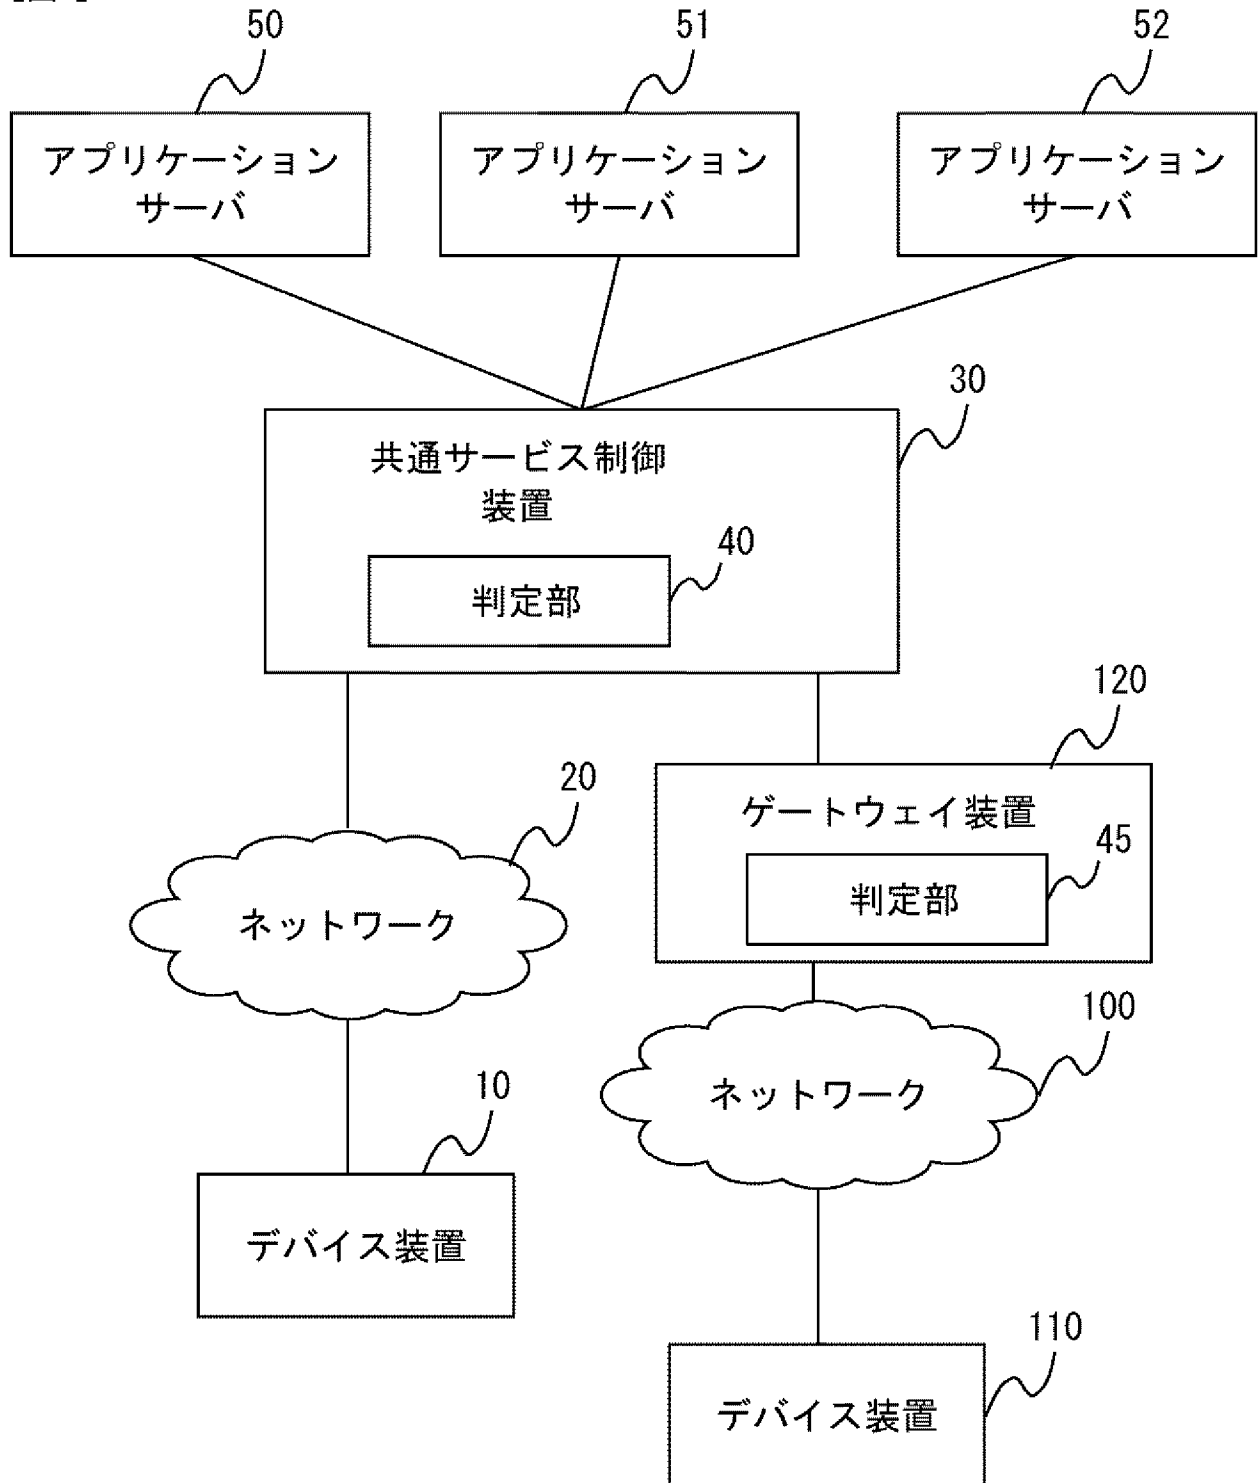 50
51
52
アプリケーション
サーバ
アプリケーション
サーバ
アプリケーション
サーバ
30
共通サービス制御
装置
40
判定部
120
20
ゲートウェイ装置
45
判定部
ネットワーク
100
ネットワーク
10
デバイス装置
110
デバイス装置